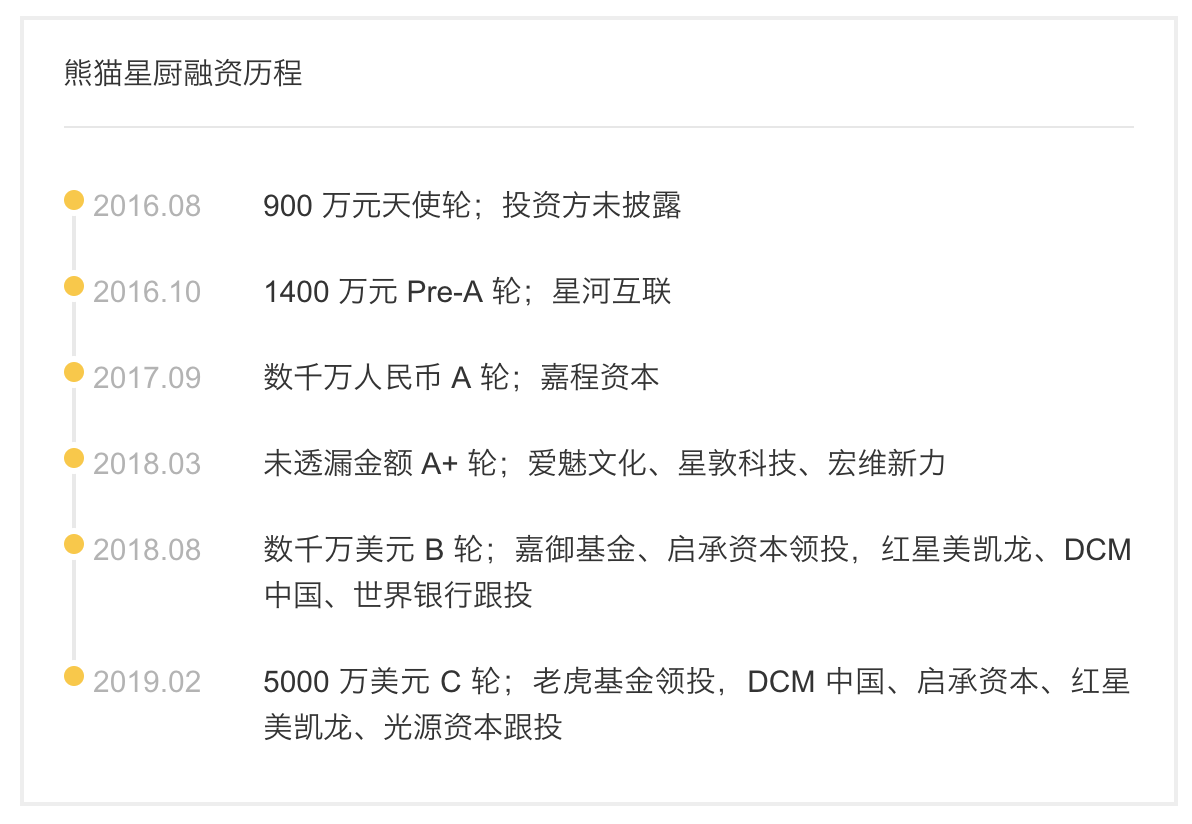 熊猫星厨融资历程
2016.08 900 万元天使轮；投资方未披露
2016.10 1400 万元 Pre-A 轮；星河互联
2017.09 数千万人民币 A 轮；嘉程资本
2018.03 未透漏金额 A+ 轮；爱魅文化、星敦科技、宏维新力
2018.08 数千万美元 B 轮；嘉御基金、启承资本领投，红星美凯龙、DCM
中国、世界银行跟投
2019.02 5000 万美元 C 轮；老虎基金领投，DCM 中国、启承资本、红星
美凯龙、光源资本跟投